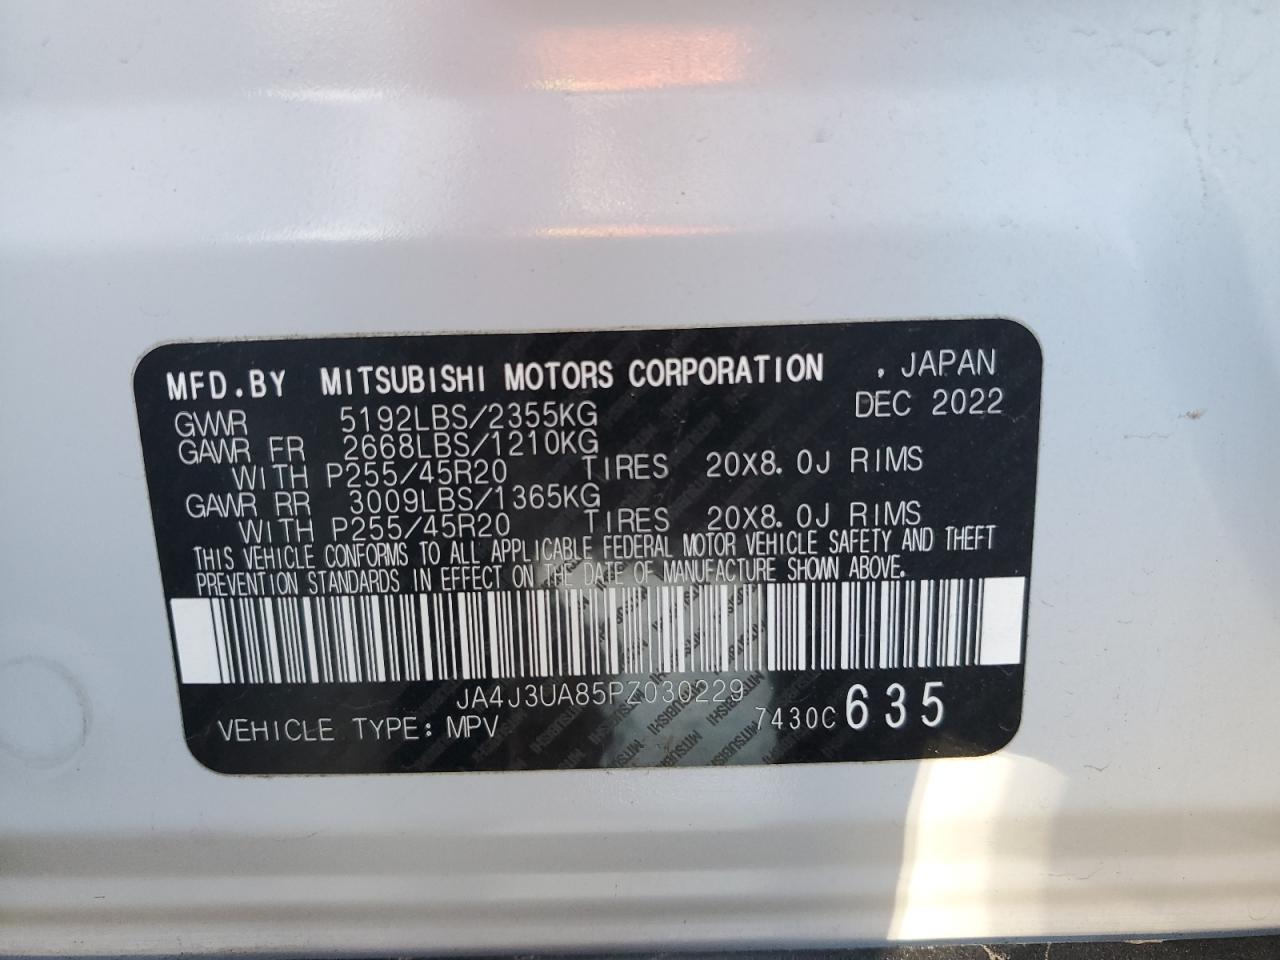 MFD.BY MITSUBISHI MOTORS CORPORATION , JAPAN
GVWR 5192LBS/2355KG DEC 2022
GAWR FR 2668LBS/1210KG
WITH P255/45R20 TIRES 20X8.0J RIMS
GAWR RR 3009LBS/1365KG
WITH P255/45R20 TIRES 20X8.0J RIMS
THIS VEHICLE CONFORMS TO ALL APPLICABLE FEDERAL MOTOR VEHICLE SAFETY AND THEFT
PREVENTION STANDARDS IN EFFECT ON THE DATE OF MANUFACTURE SHOWN ABOVE.
JA4J3UA85PZ030229
VEHICLE TYPE: MPV 7430C 635